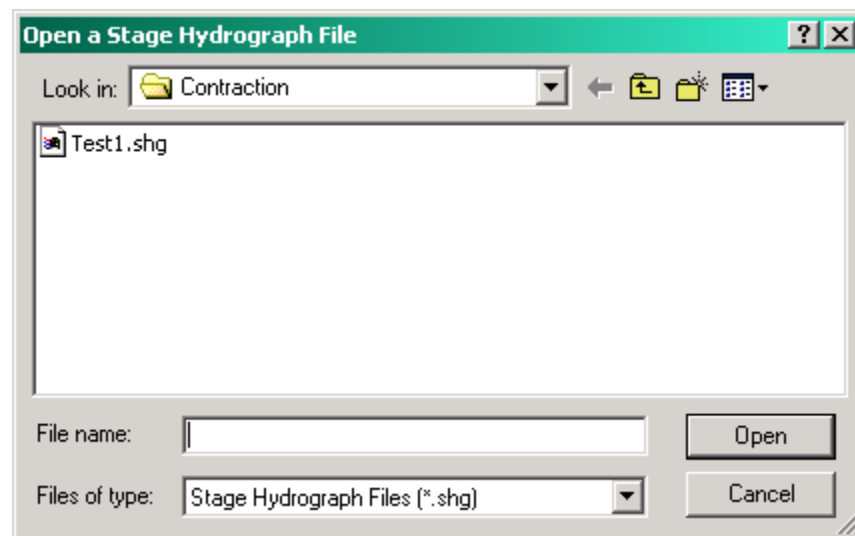 Open a Stage Hydrograph File
Look in: Contraction
Test1.shg
File name:
Open
Files of type: Stage Hydrograph Files (*.shg)
Cancel